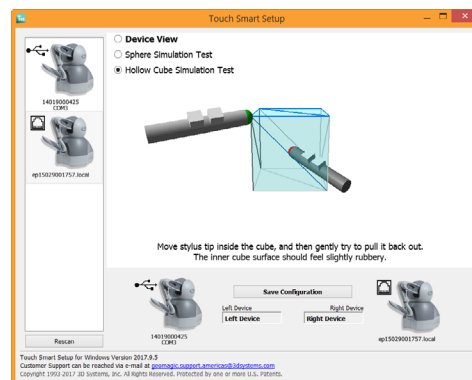 Touch Smart Setup
Device View
Sphere Simulation Test
Hollow Cube Simulation Test
14019000425
COM3
ep15029001757.local
Move stylus tip inside the cube, and then gently try to pull it back out.
The inner cube surface should feel slightly rubbery.
Save Configuration
Left Device
Right Device
Left Device
Right Device
14019000425
COM3
ep15029001757.local
Rescan
Touch Smart Setup for Windows Version 2017.9.5
Customer Support can be reached via e-mail at geomagic.support.americas@3dsystems.com
Copyright 1993-2017 3D Systems, Inc. All Rights Reserved. Protected by one or more U.S. Patents.